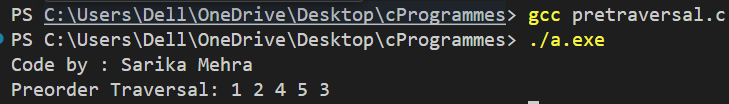 PS C:\Users\Dell\OneDrive\Desktop\cProgrammes> gcc pretraversal.c
PS C:\Users\Dell\OneDrive\Desktop\cProgrammes> ./a.exe
Code by : Sarika Mehra
Preorder Traversal: 1 2 4 5 3